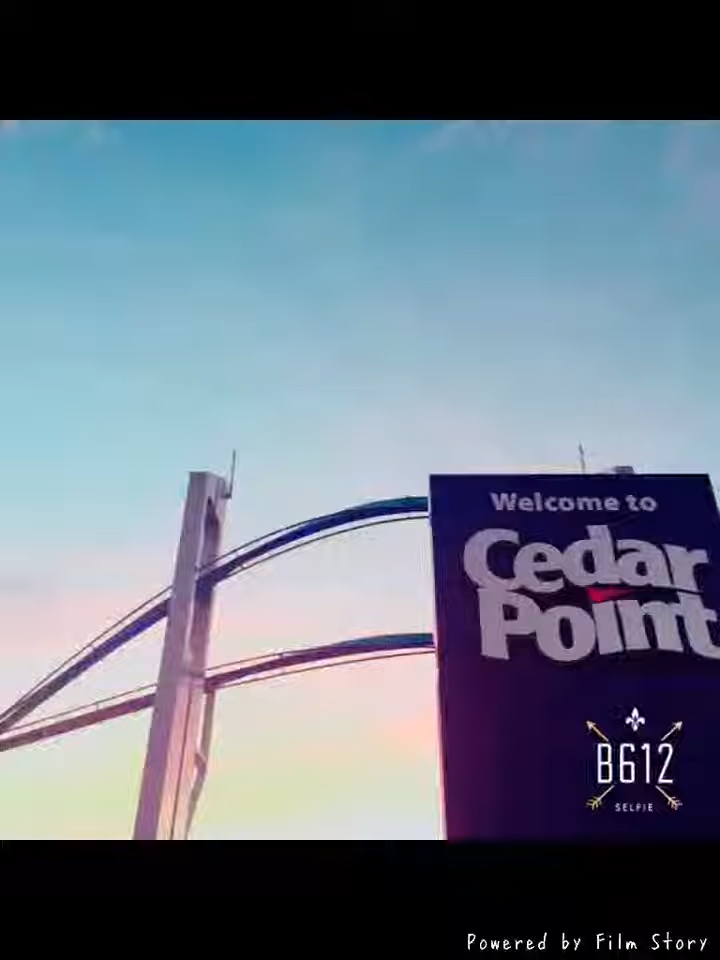 Welcome to
Cedar
Point
B612
SELFIE
Powered by Film Story